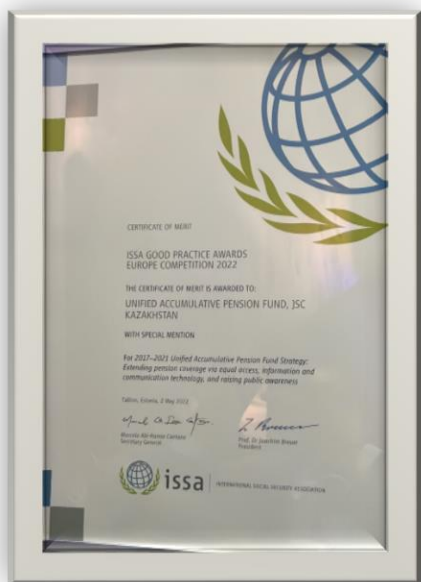 CERTIFICATE OF MERIT
ISSA GOOD PRACTICE AWARDS
EUROPE COMPETITION 2022
THE CERTIFICATE OF MERIT IS AWARDED TO:
UNIFIED ACCUMULATIVE PENSION FUND, JSC
KAZAKHSTAN
WITH SPECIAL MENTION
For 2017–2021 Unified Accumulative Pension Fund Strategy:
Extending pension coverage via equal access, information and
communication technology, and raising public awareness
Tallinn, Estonia, 2 May 2022
Marcelo Abi-Ramia Caetano
Secretary General
Prof. Dr Joachim Breuer
President
issa
INTERNATIONAL SOCIAL SECURITY ASSOCIATION